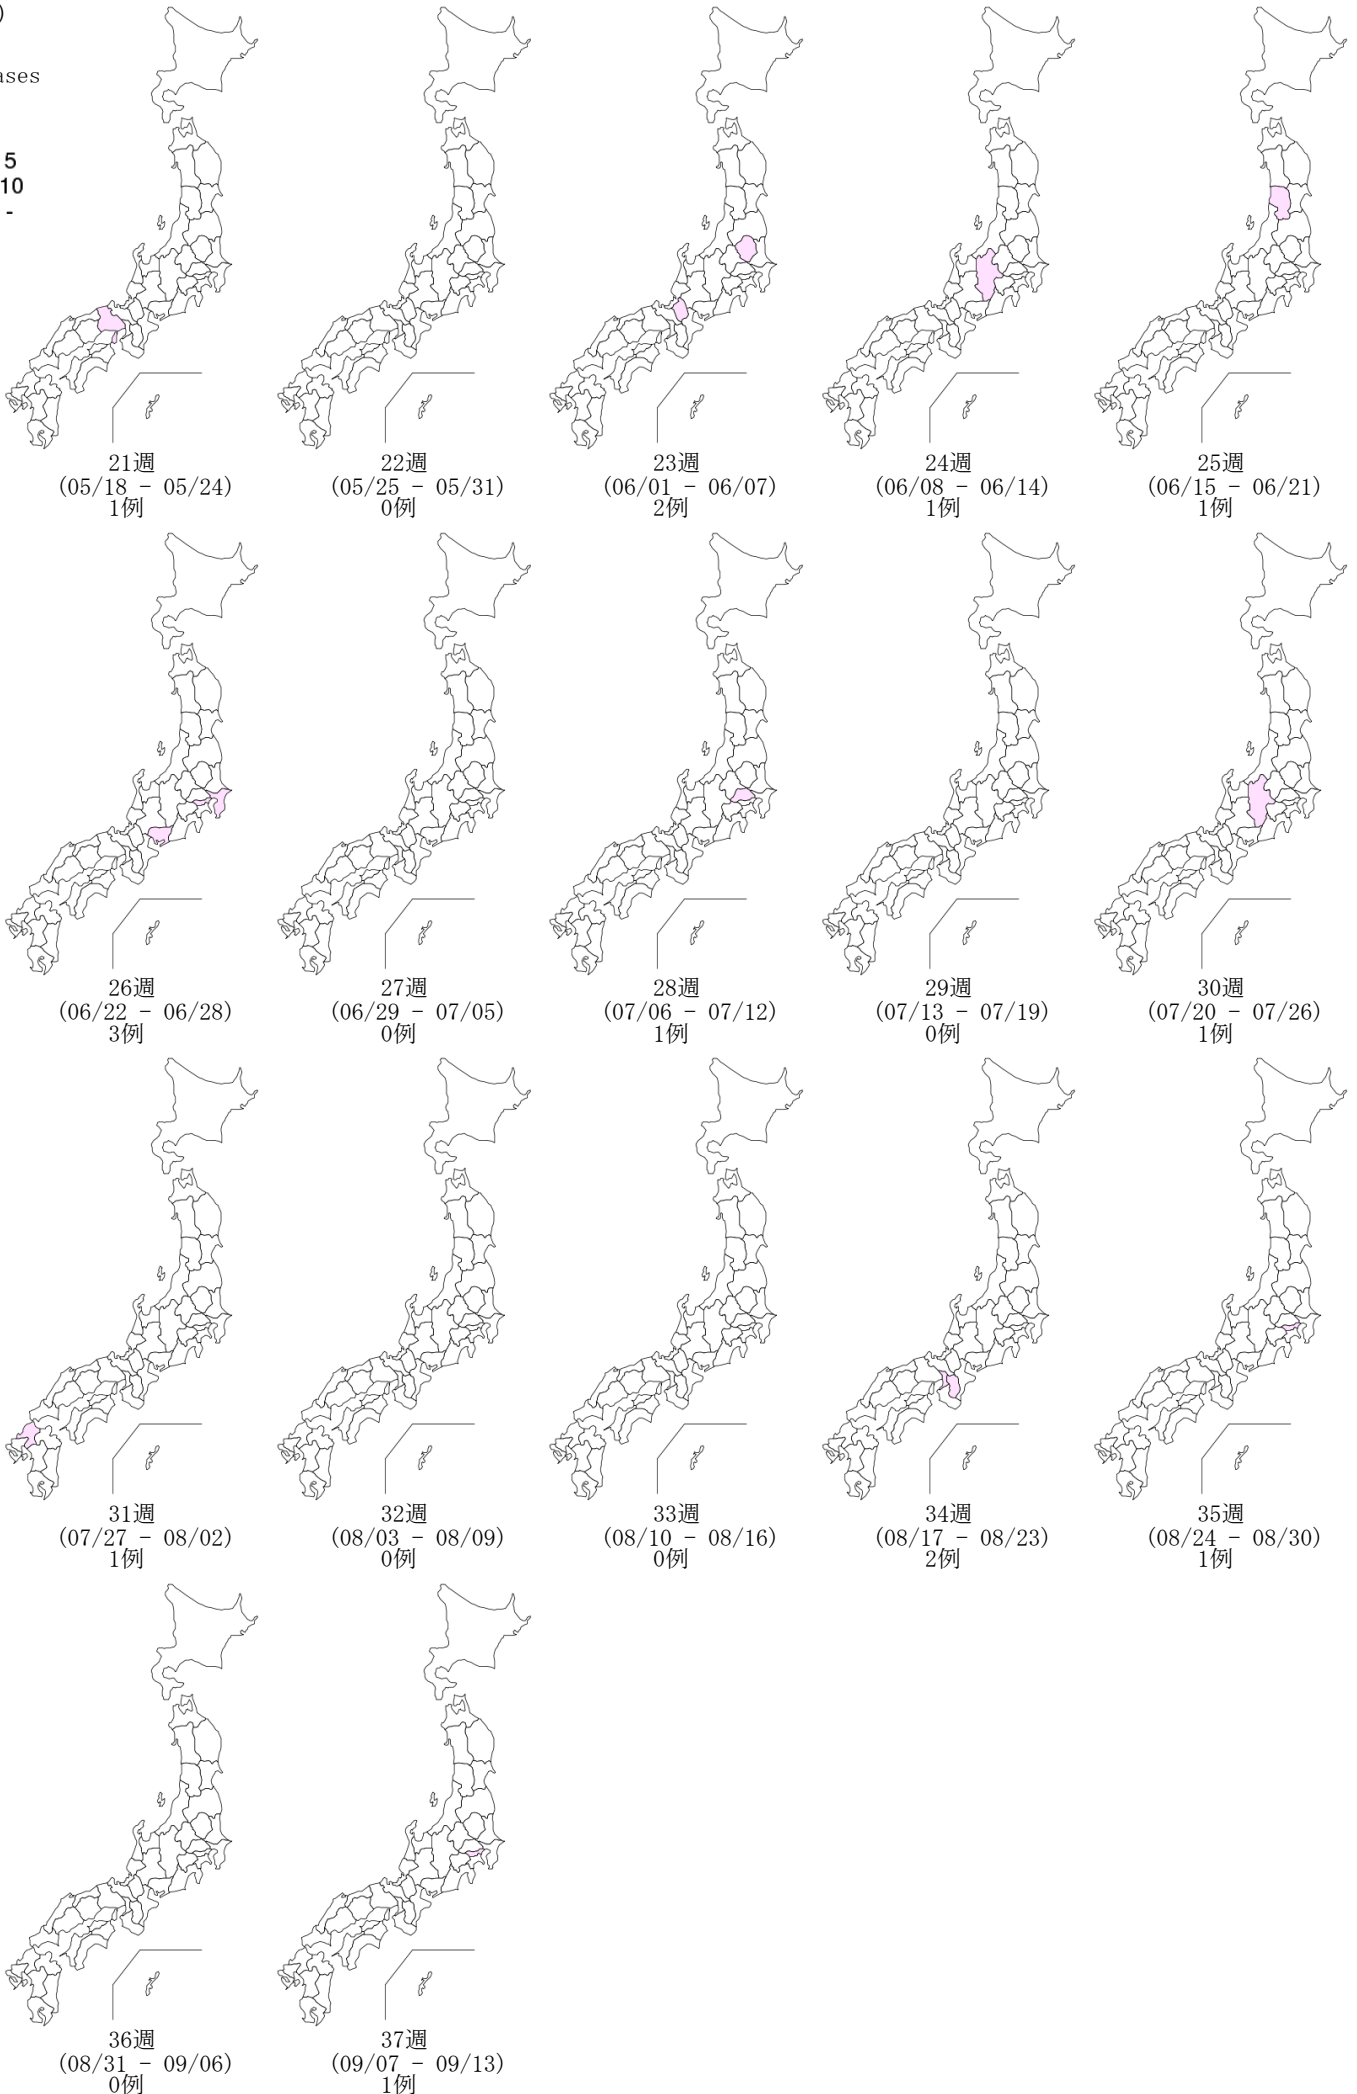 )
ases
5
10
-
21週
(05/18 - 05/24)
1例
22週
(05/25 - 05/31)
0例
23週
(06/01 - 06/07)
2例
24週
(06/08 - 06/14)
1例
25週
(06/15 - 06/21)
1例
26週
(06/22 - 06/28)
3例
27週
(06/29 - 07/05)
0例
28週
(07/06 - 07/12)
1例
29週
(07/13 - 07/19)
0例
30週
(07/20 - 07/26)
1例
31週
(07/27 - 08/02)
1例
32週
(08/03 - 08/09)
0例
33週
(08/10 - 08/16)
0例
34週
(08/17 - 08/23)
2例
35週
(08/24 - 08/30)
1例
36週
(08/31 - 09/06)
0例
37週
(09/07 - 09/13)
1例